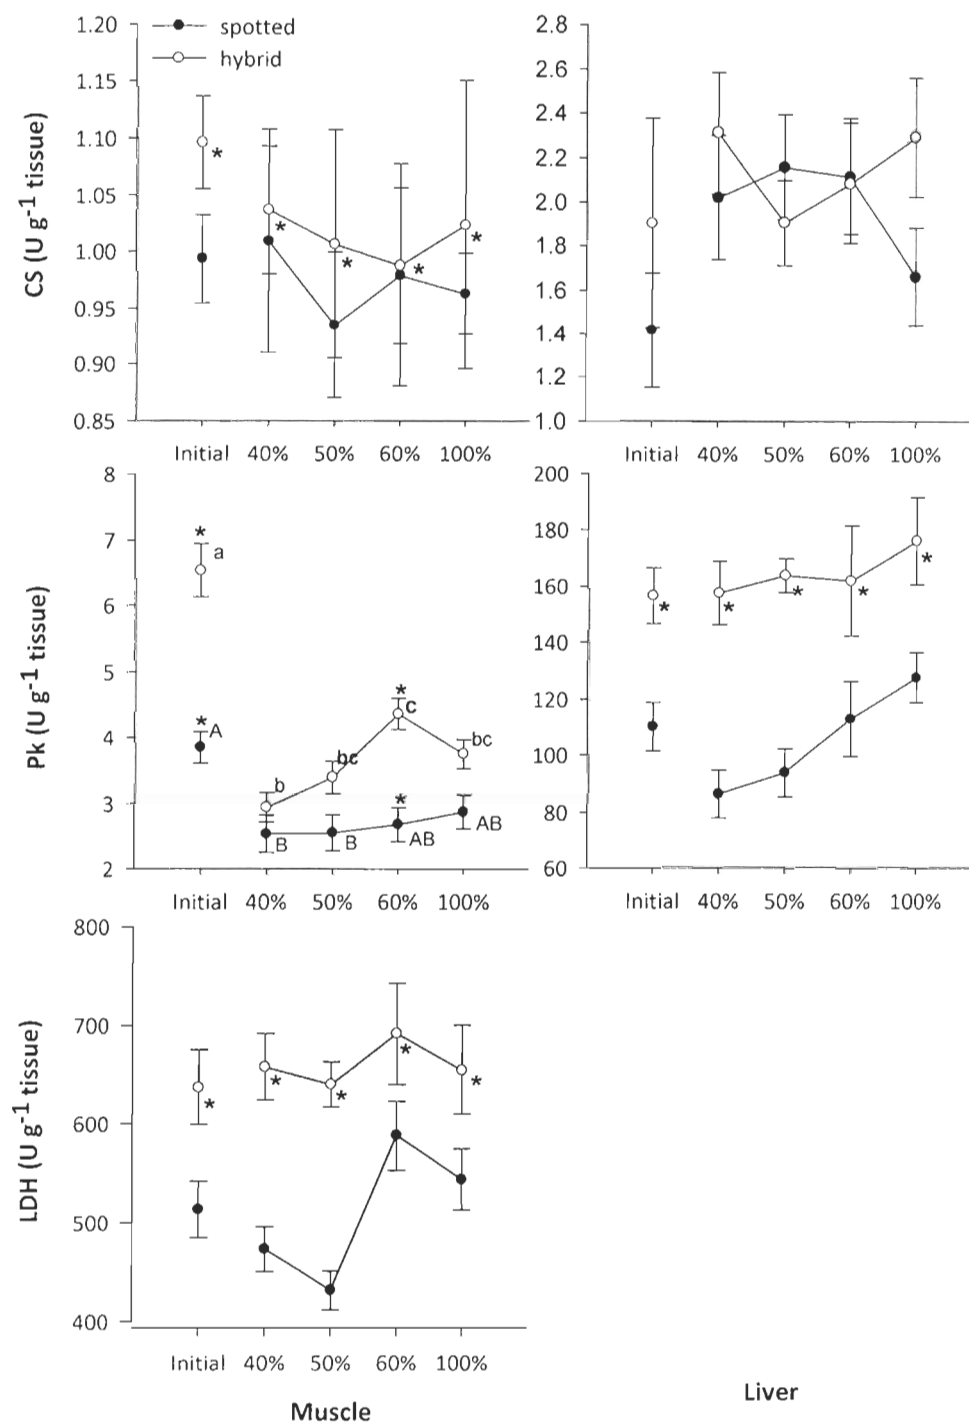 spotted
hybrid
CS (U g-1 tissue)
1.20
1.15
1.10
1.05
1.00
0.95
0.90
0.85
*
*
*
*
*
Initial 40% 50% 60% 100%
2.8
2.6
2.4
2.2
2.0
1.8
1.6
1.4
1.2
1.0
Initial 40% 50% 60% 100%
Pk (U g-1 tissue)
8
7
6
5
4
3
2
* a
* A
b
bc
* c
bc
B
B
* AB
AB
Initial 40% 50% 60% 100%
200
180
160
140
120
100
80
60
*
*
*
*
*
Initial 40% 50% 60% 100%
LDH (U g-1 tissue)
800
700
600
500
400
*
*
*
*
*
Initial 40% 50% 60% 100%
Muscle
Liver